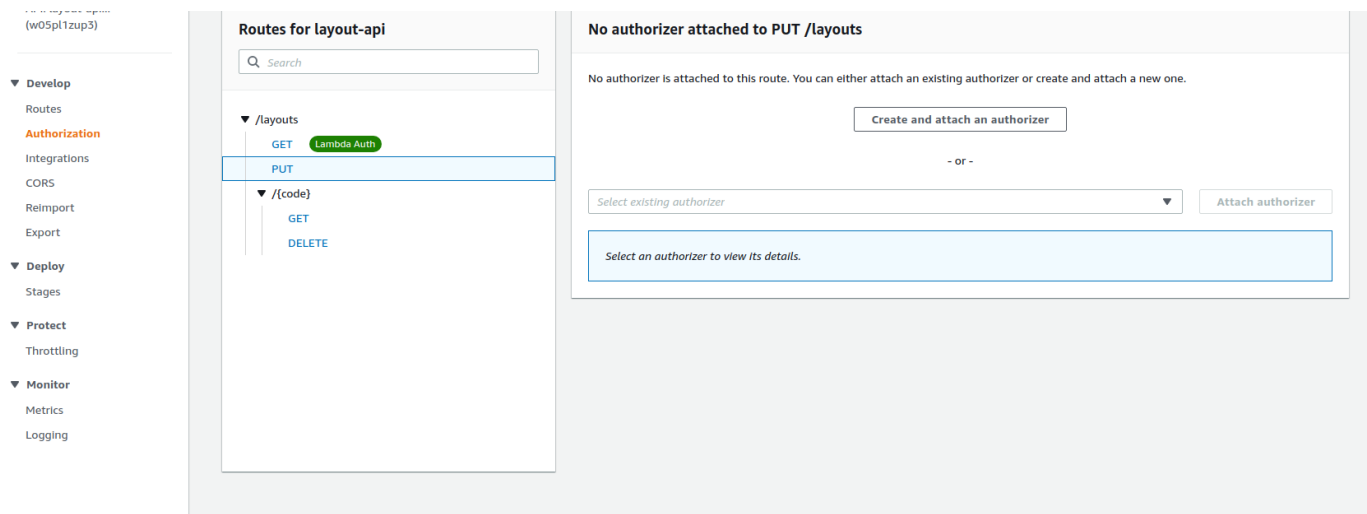 (w05pl1zup3)
Develop
Routes
Authorization
Integrations
CORS
Reimport
Export
Deploy
Stages
Protect
Throttling
Monitor
Metrics
Logging
Routes for layout-api
Search
/layouts
GET Lambda Auth
PUT
/{code}
GET
DELETE
No authorizer attached to PUT /layouts
No authorizer is attached to this route. You can either attach an existing authorizer or create and attach a new one.
Create and attach an authorizer
- or -
Select existing authorizer
Attach authorizer
Select an authorizer to view its details.